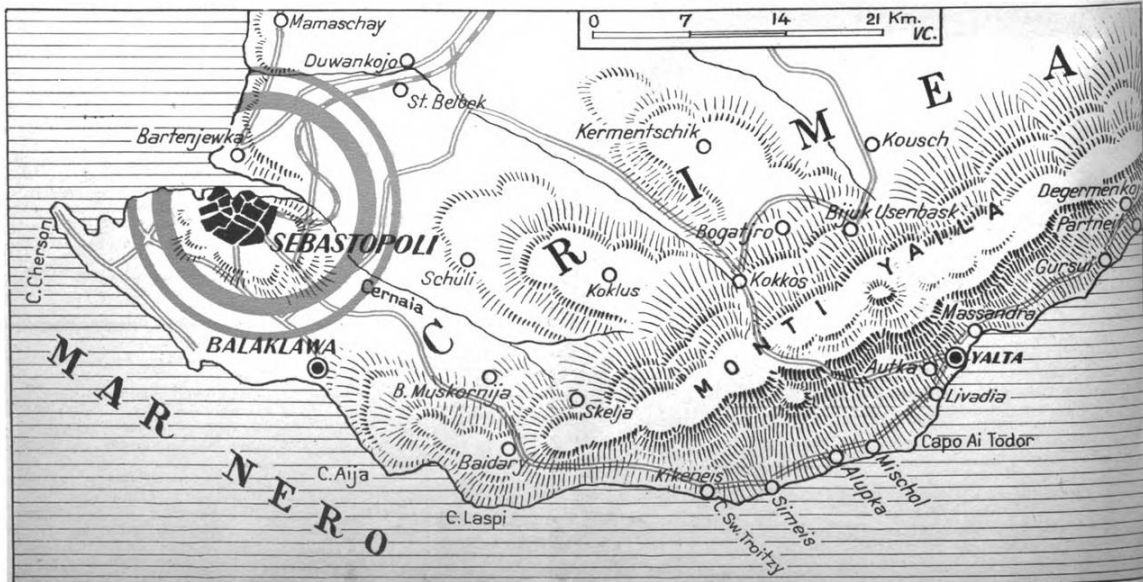 Mamaschay
0 7 14 21 Km.
VC.
Duwankojo
St. Belbek
Bartenjewka
Kermentschik
Kousch
CRIMEA
Degermenkoi
Partnei
Bijuk Usenbask
Bogatiro
C. Cherson
SEBASTOPOLI
Schuli
Koklus
Kokkos
Gursuf
Cernaia
Massandra
MONTI YAILA
BALAKLAWA
Autka
YALTA
B. Muskornija
Livadia
Skelja
MAR NERO
Capo Ai Todor
Baidary
Mischol
C. Aija
Kikeneis
Alupka
Simeis
C. Laspi
C. Sw. Troitzy